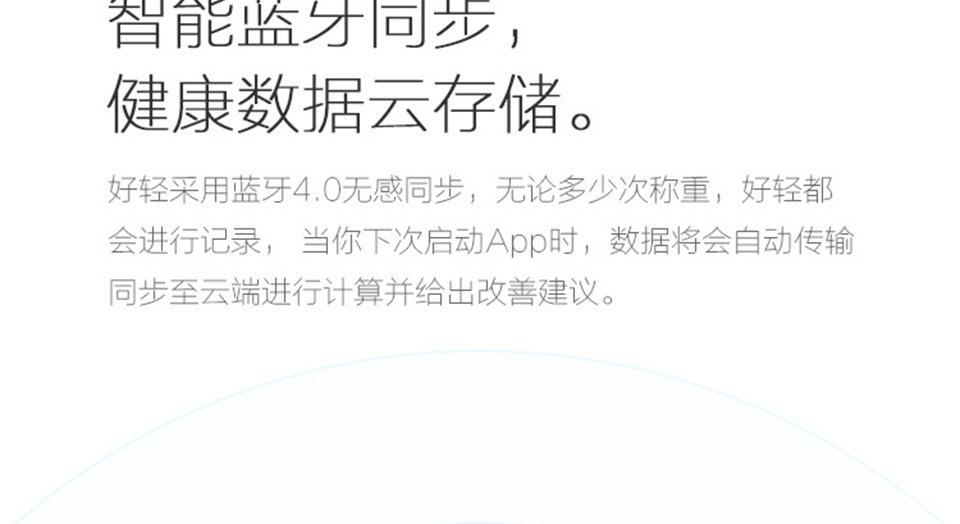 智能蓝牙同步，
健康数据云存储。
好轻采用蓝牙4.0无感同步，无论多少次称重，好轻都
会进行记录， 当你下次启动App时，数据将会自动传输
同步至云端进行计算并给出改善建议。